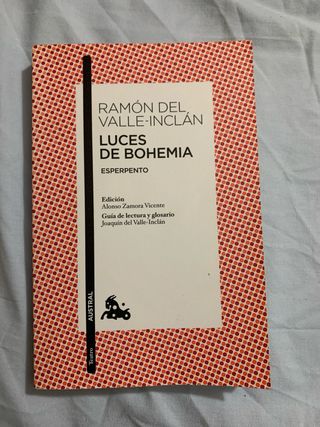 RAMÓN DEL
VALLE-INCLÁN
LUCES
DE BOHEMIA
ESPERPENTO
Edición
Alonso Zamora Vicente
Guía de lectura y glosario
Joaquín del Valle-Inclán
AUSTRAL
Teatro